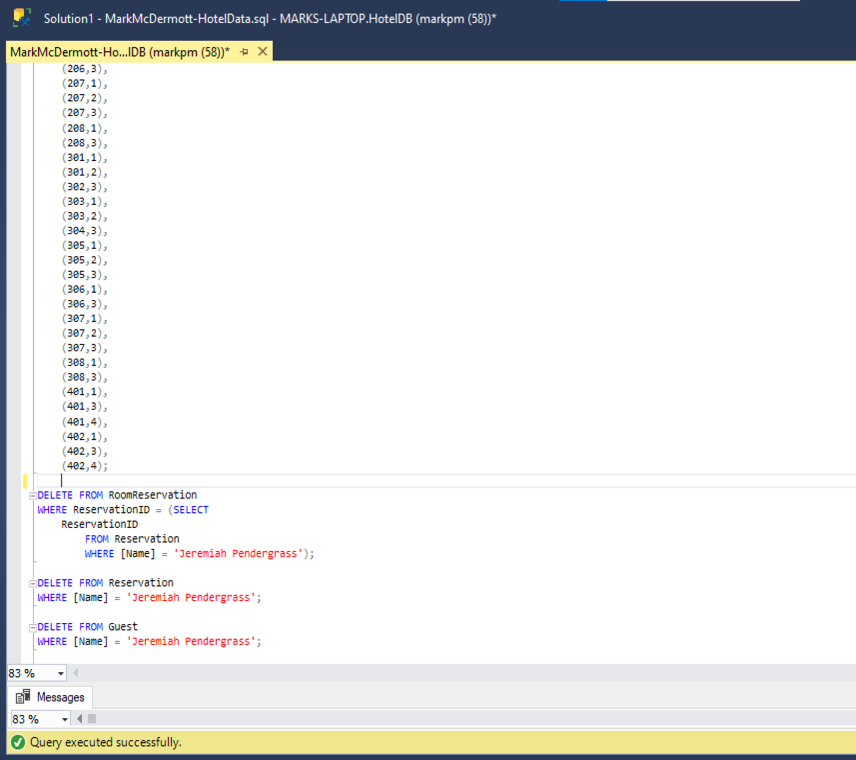 Solution1 - MarkMcDermott-HotelData.sql - MARKS-LAPTOP.HotelDB (markpm (58))*
MarkMcDermott-Ho...lDB (markpm (58))*
(206,3),
(207,1),
(207,2),
(207,3),
(208,1),
(208,3),
(301,1),
(301,2),
(302,3),
(303,1),
(303,2),
(304,3),
(305,1),
(305,2),
(305,3),
(306,1),
(306,3),
(307,1),
(307,2),
(307,3),
(308,1),
(308,3),
(401,1),
(401,3),
(401,4),
(402,1),
(402,3),
(402,4);
DELETE FROM RoomReservation
WHERE ReservationID = (SELECT
ReservationID
FROM Reservation
WHERE [Name] = 'Jeremiah Pendergrass');
DELETE FROM Reservation
WHERE [Name] = 'Jeremiah Pendergrass';
DELETE FROM Guest
WHERE [Name] = 'Jeremiah Pendergrass';
83 %
Messages
83 %
Query executed successfully.